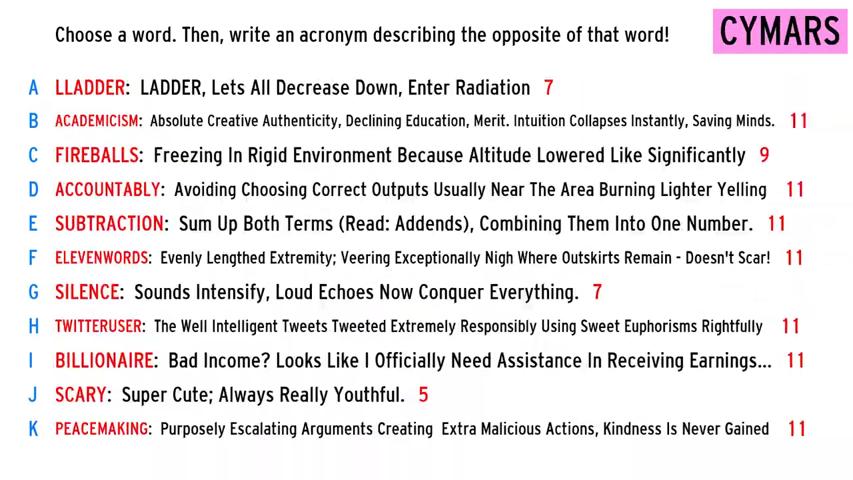 Choose a word. Then, write an acronym describing the opposite of that word!
CYMARS
A LLADDER: LADDER, Lets All Decrease Down, Enter Radiation 7
B ACADEMICISM: Absolute Creative Authenticity, Declining Education, Merit. Intuition Collapses Instantly, Saving Minds. 11
C FIREBALLS: Freezing In Rigid Environment Because Altitude Lowered Like Significantly 9
D ACCOUNTABLY: Avoiding Choosing Correct Outputs Usually Near The Area Burning Lighter Yelling 11
E SUBTRACTION: Sum Up Both Terms (Read: Addends), Combining Them Into One Number. 11
F ELEVENWORDS: Evenly Lengthed Extremity; Veering Exceptionally Nigh Where Outskirts Remain - Doesn't Scar! 11
G SILENCE: Sounds Intensify, Loud Echoes Now Conquer Everything. 7
H TWITTERUSER: The Well Intelligent Tweets Tweeted Extremely Responsibly Using Sweet Euphorisms Rightfully 11
I BILLIONAIRE: Bad Income? Looks Like I Officially Need Assistance In Receiving Earnings... 11
J SCARY: Super Cute; Always Really Youthful. 5
K PEACEMAKING: Purposely Escalating Arguments Creating Extra Malicious Actions, Kindness Is Never Gained 11